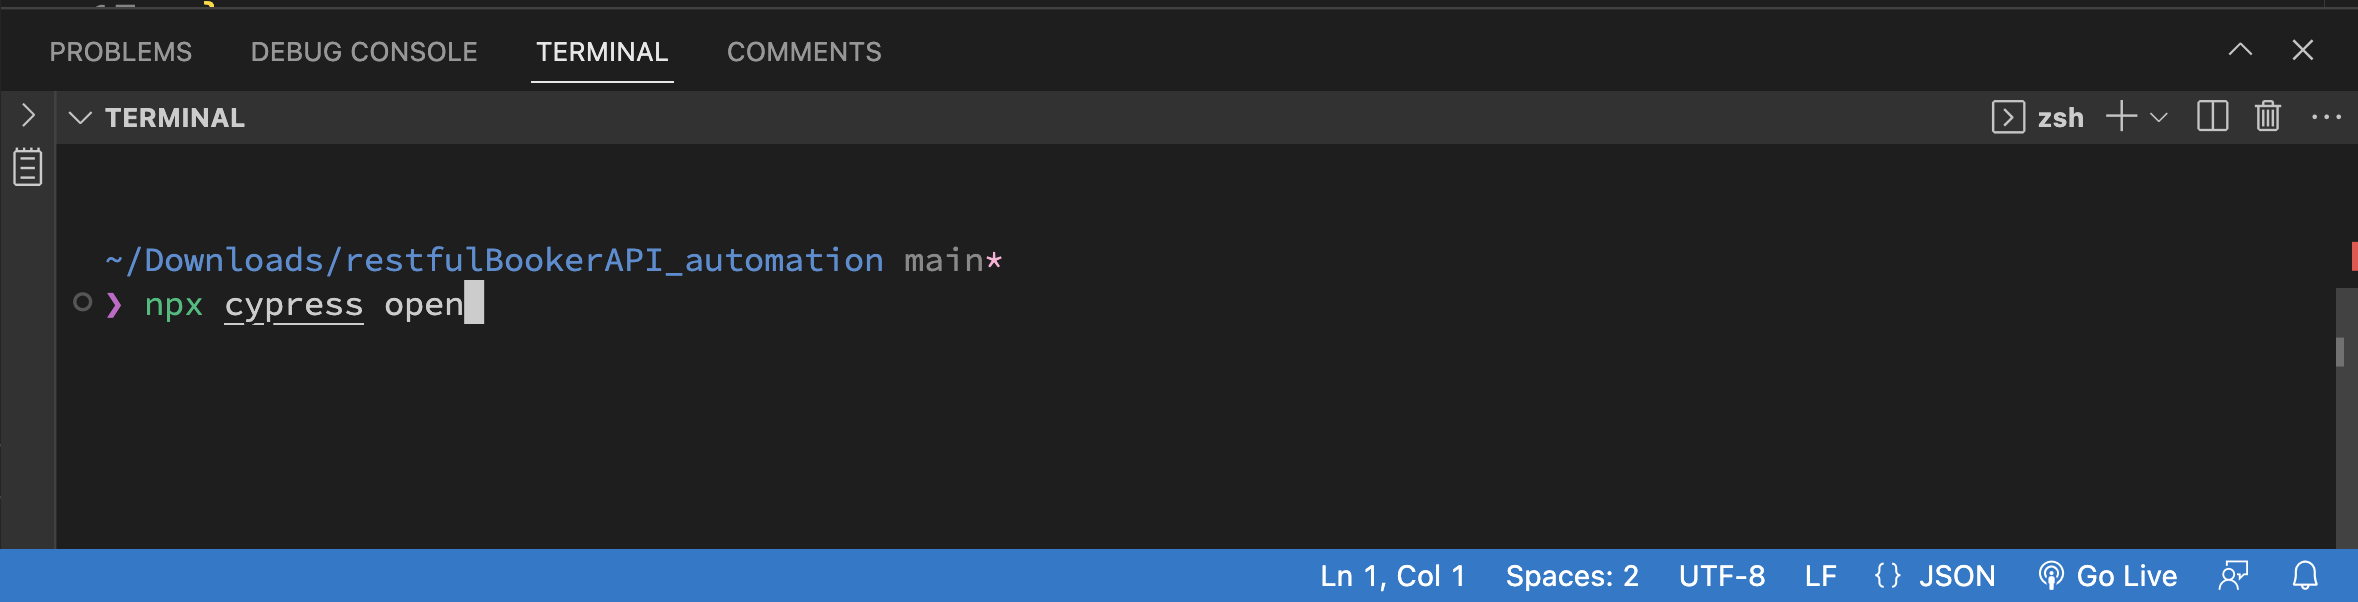 PROBLEMS DEBUG CONSOLE TERMINAL COMMENTS
TERMINAL zsh
~/Downloads/restfulBookerAPI_automation main*
❯ npx cypress open
Ln 1, Col 1 Spaces: 2 UTF-8 LF {} JSON Go Live